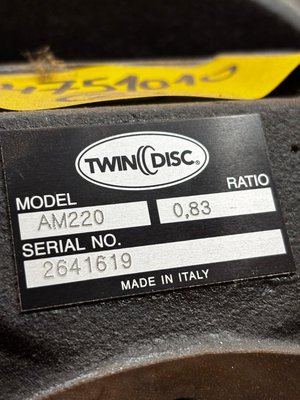 TWIN DISC®
MODEL RATIO
AM220 0,83
SERIAL NO.
2641619
MADE IN ITALY